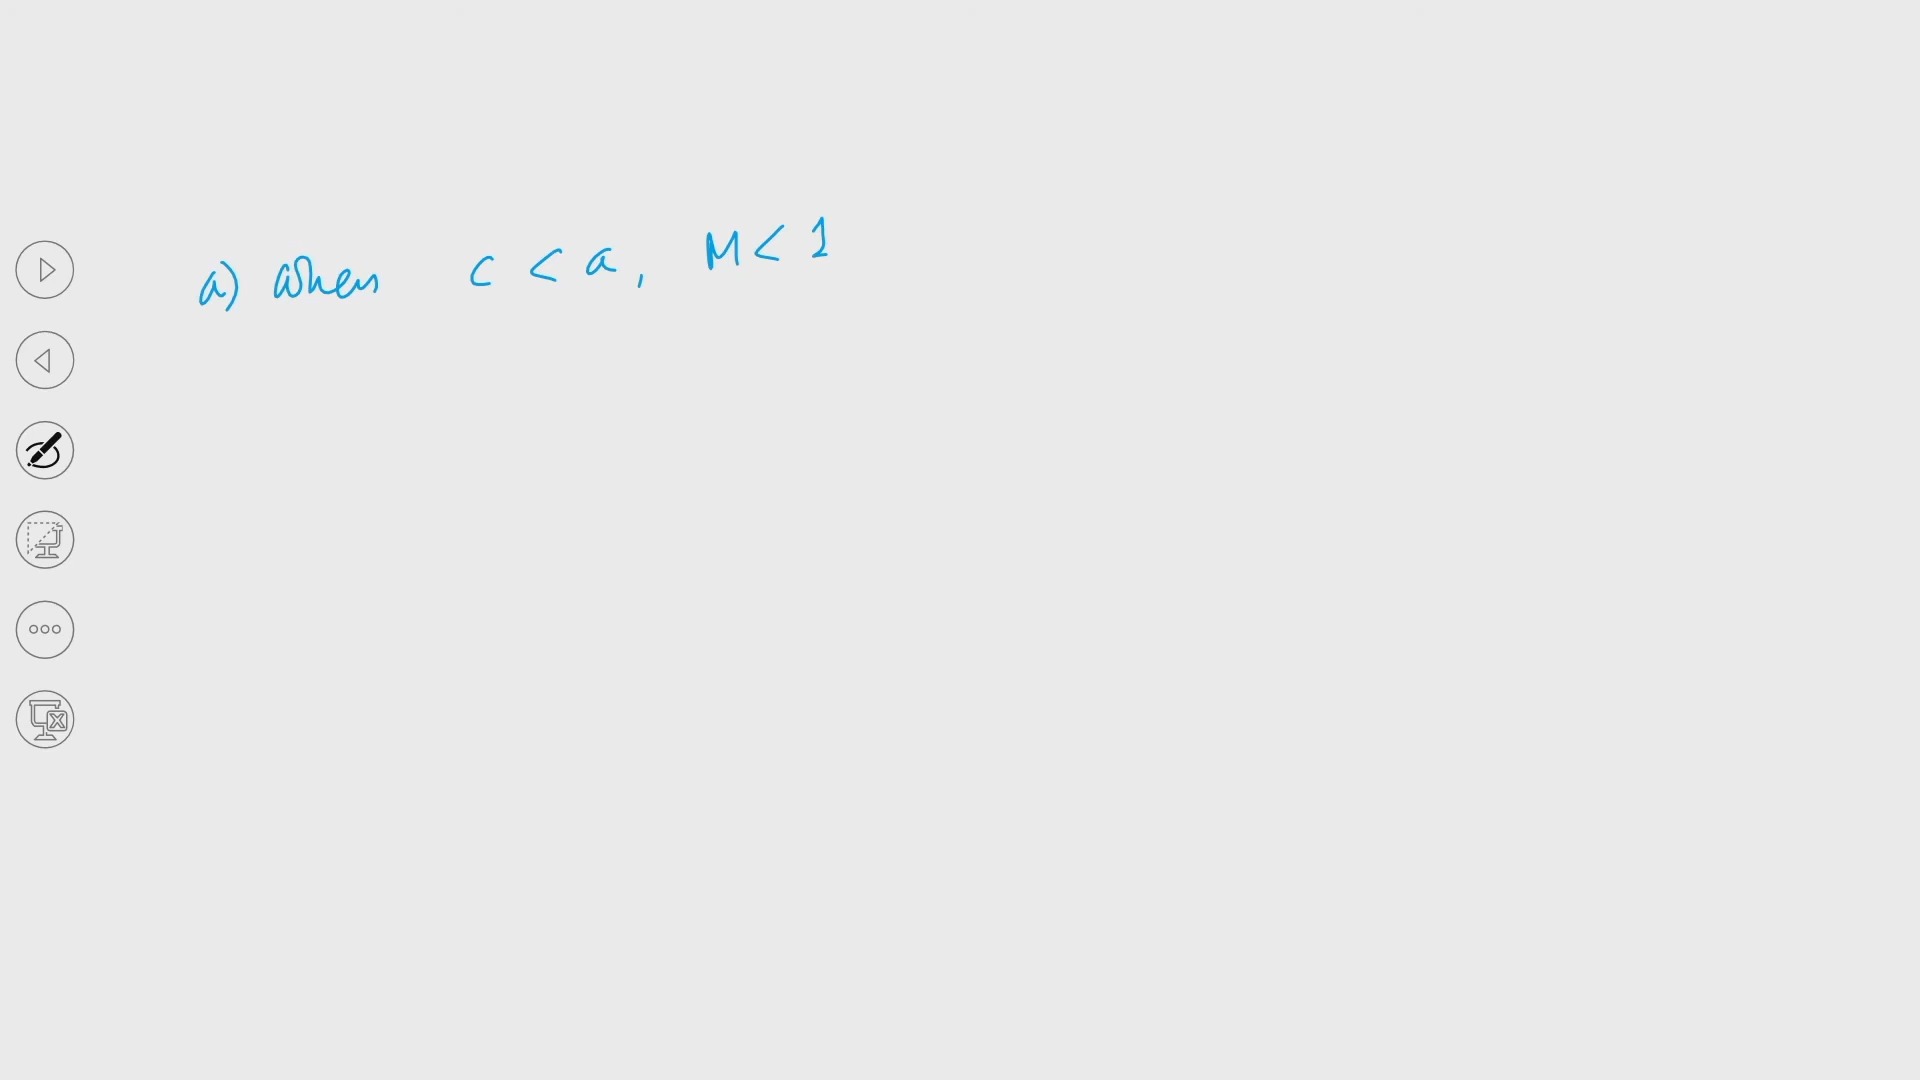 a) when c < a, M < 1